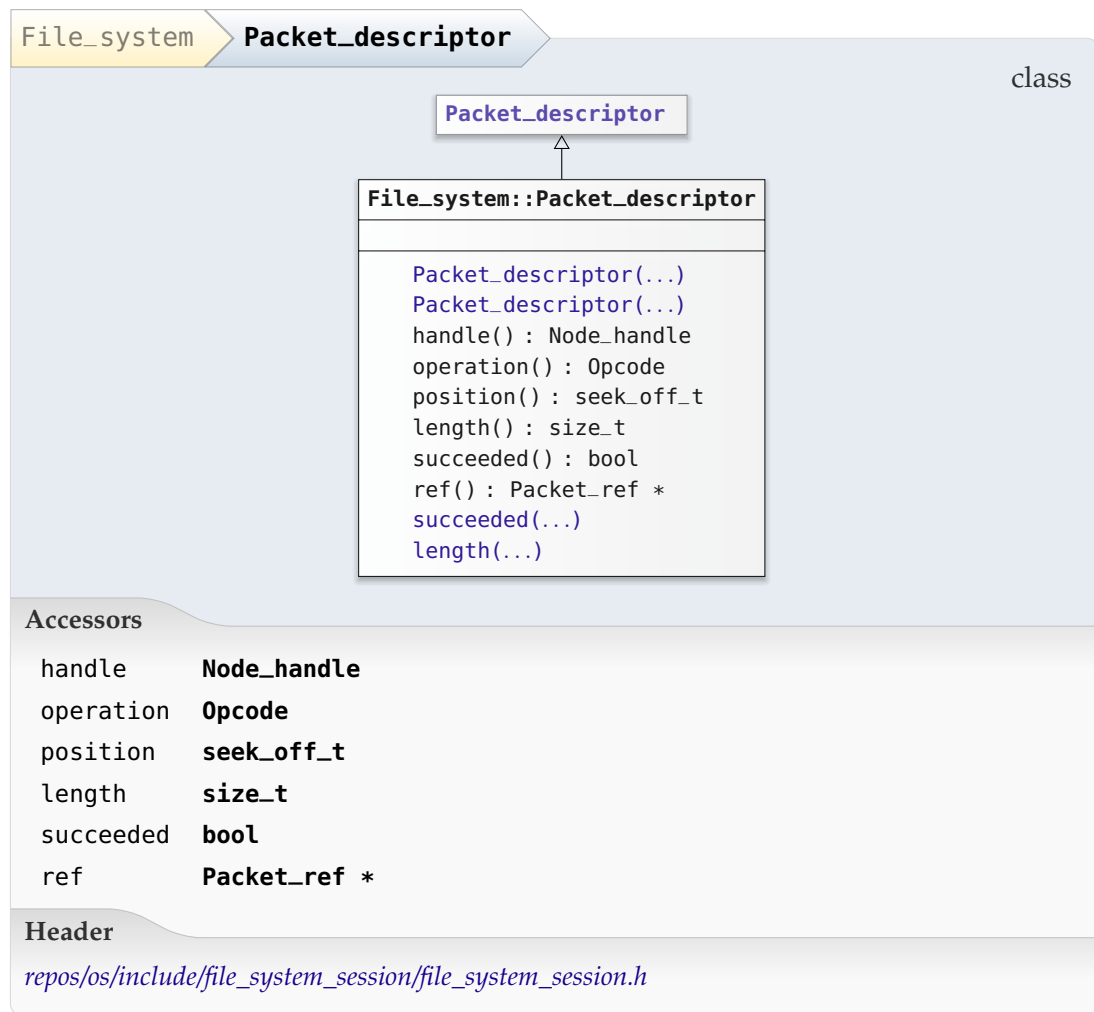 File_system Packet_descriptor
class
Packet_descriptor
File_system::Packet_descriptor
Packet_descriptor(...)
Packet_descriptor(...)
handle() : Node_handle
operation() : Opcode
position() : seek_off_t
length() : size_t
succeeded() : bool
ref() : Packet_ref *
succeeded(...)
length(...)
Accessors
handle Node_handle
operation Opcode
position seek_off_t
length size_t
succeeded bool
ref Packet_ref *
Header
repos/os/include/file_system_session/file_system_session.h